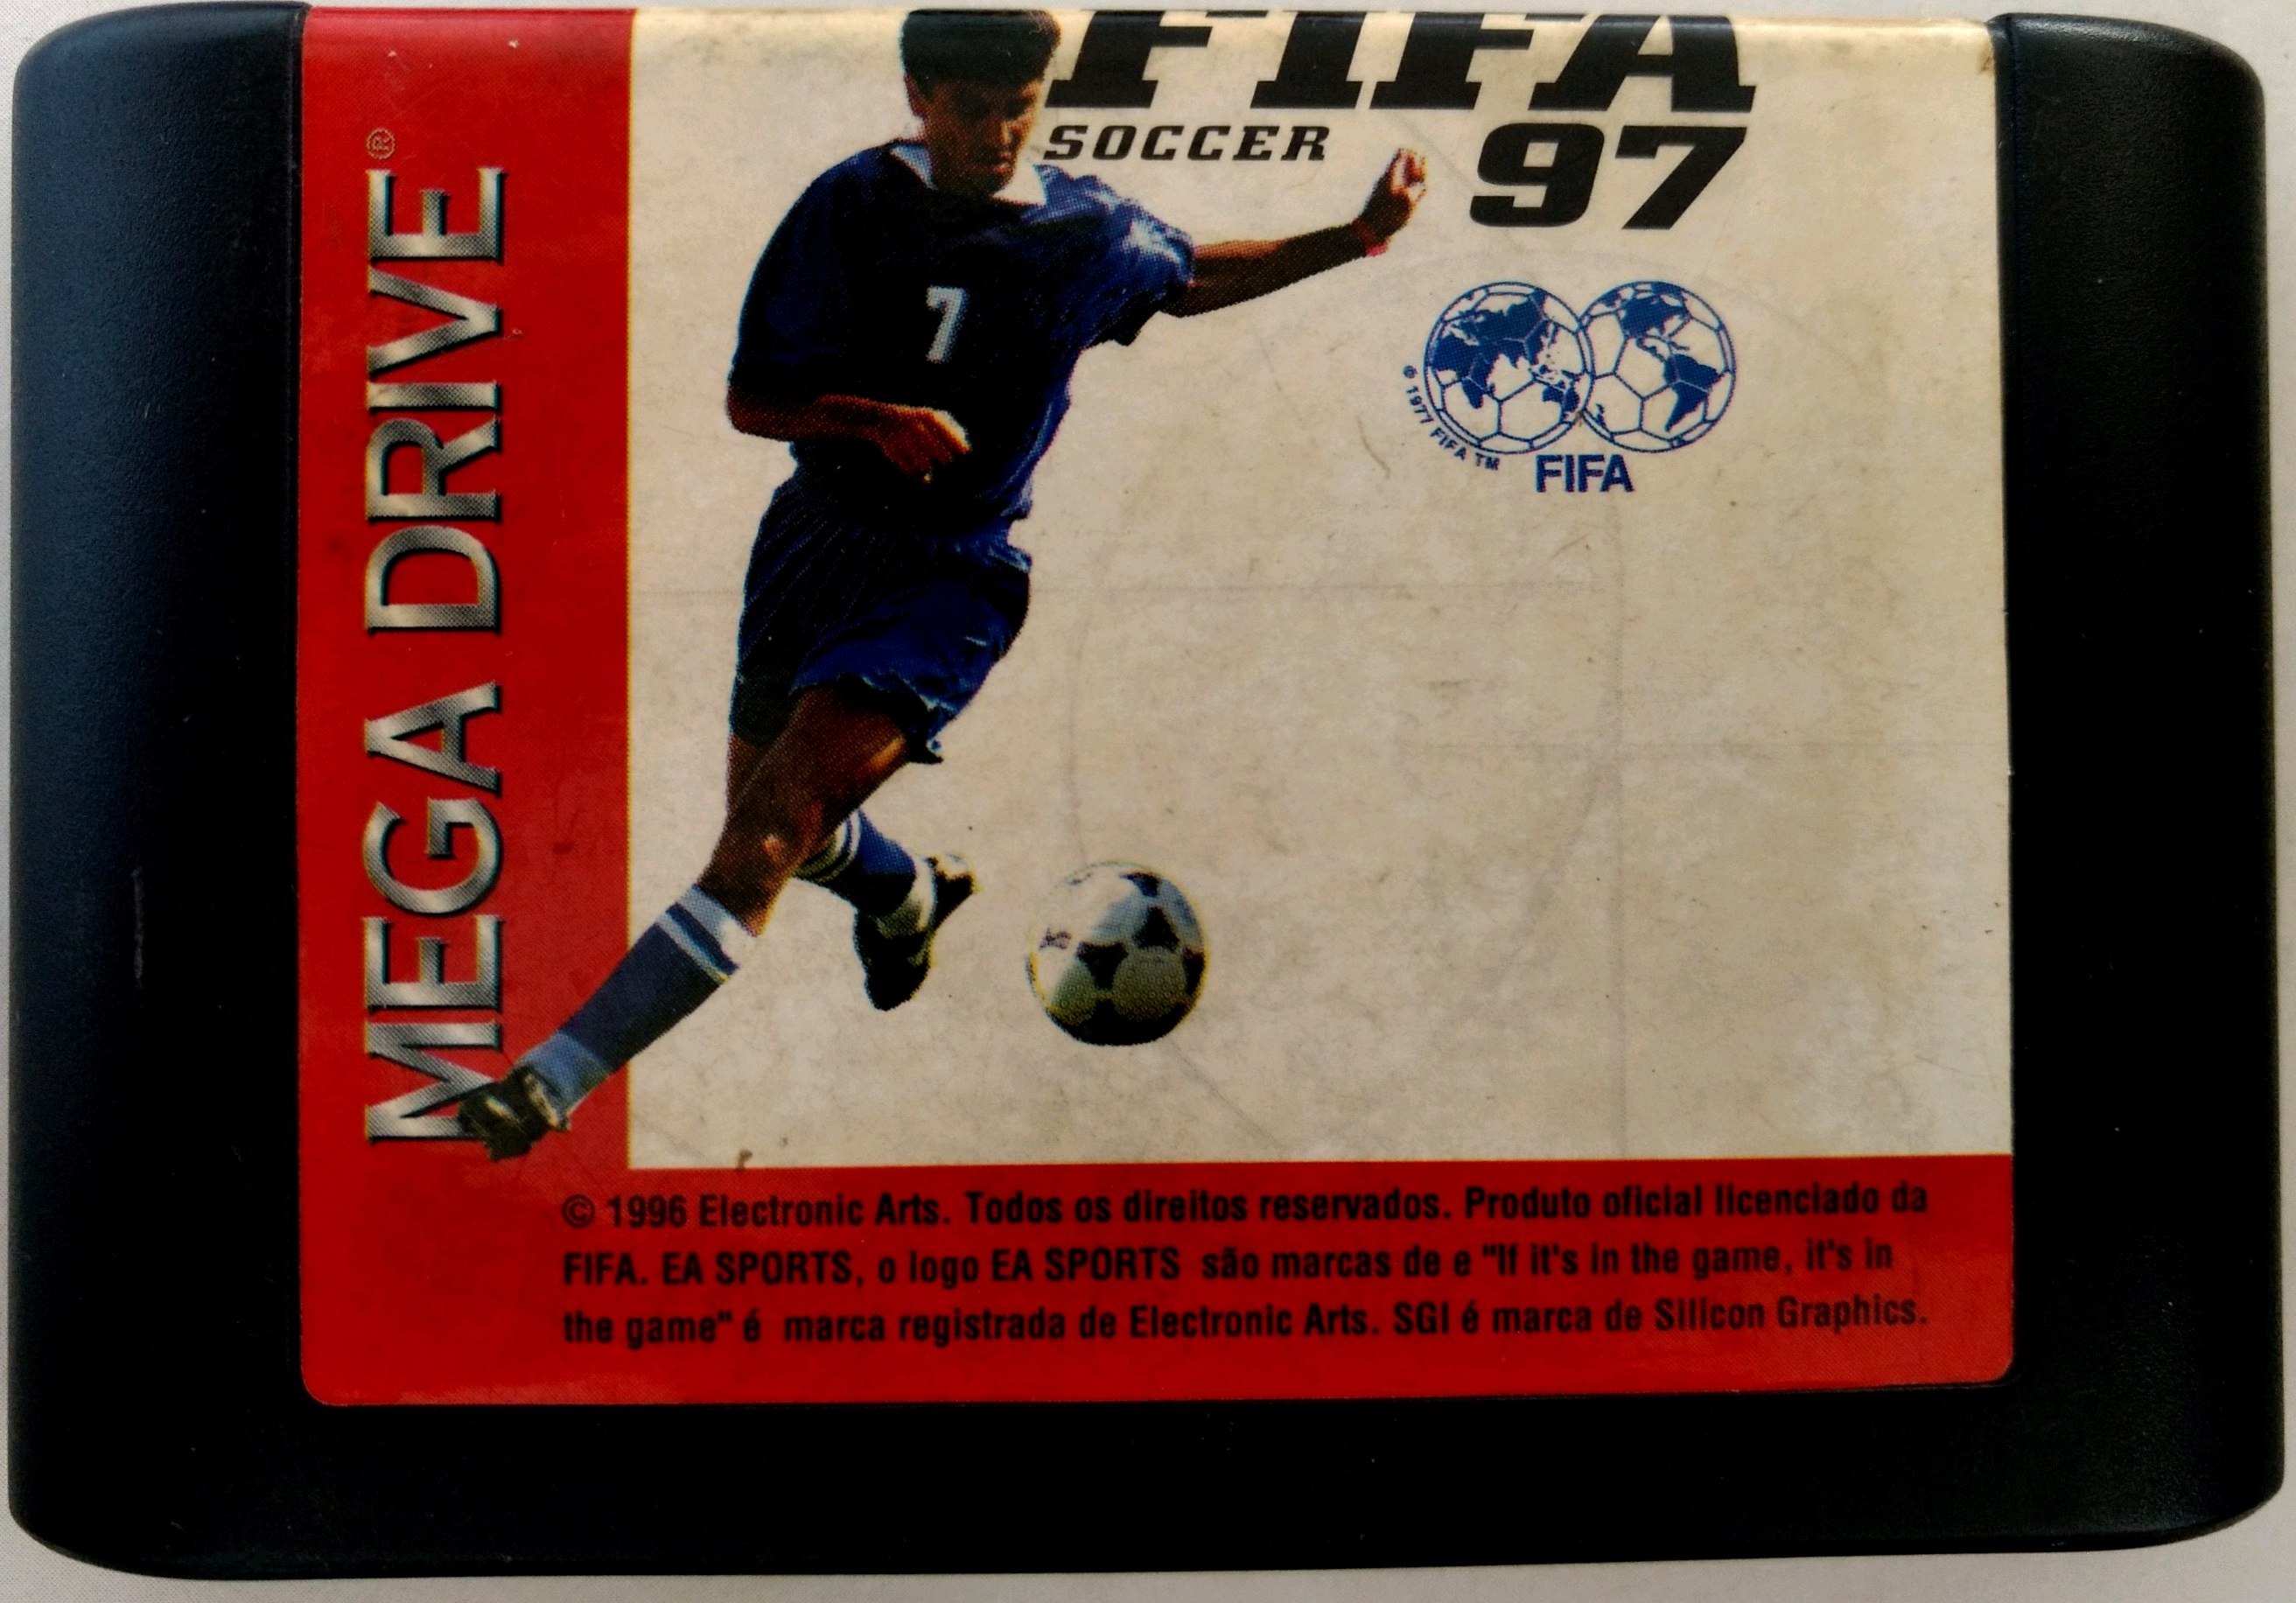 FIFA
SOCCER
97
MEGA DRIVE®
7
© 1977 FIFA TM
FIFA
© 1996 Electronic Arts. Todos os direitos reservados. Produto oficial licenciado da
FIFA. EA SPORTS, o logo EA SPORTS são marcas de e "If it's in the game, it's in
the game" é marca registrada de Electronic Arts. SGI é marca de Silicon Graphics.